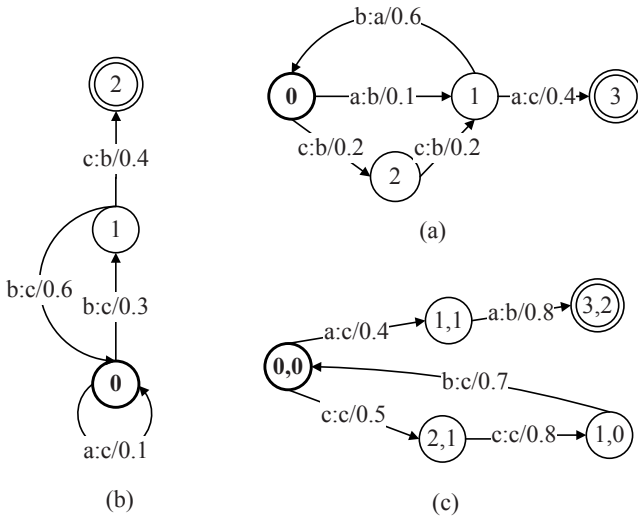 b:a/0.6
0
a:b/0.1
1
a:c/0.4
3
c:b/0.2
c:b/0.2
2
(a)
2
c:b/0.4
1
b:c/0.6
b:c/0.3
0
a:c/0.1
(b)
0,0
a:c/0.4
1,1
a:b/0.8
3,2
b:c/0.7
c:c/0.5
2,1
c:c/0.8
1,0
(c)